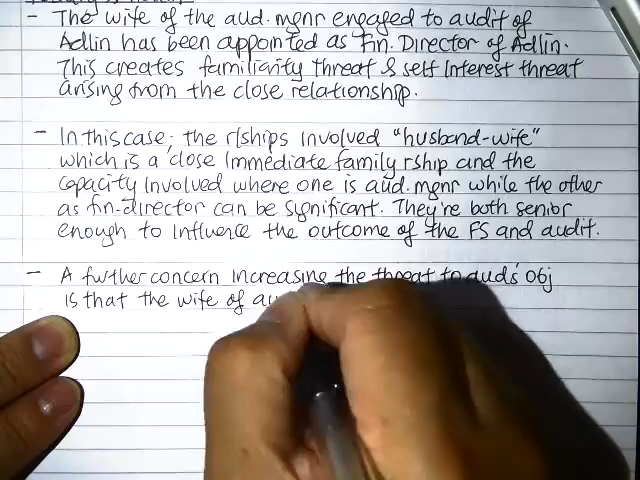 - The wife of the aud. mgnr engaged to audit of
Adlin has been appointed as Fin. Director of Adlin.
This creates familiarity threat & self interest threat
arising from the close relationship.
- In this case, the r/ships involved "husband-wife"
which is a close immediate family rship and the
capacity involved where one is aud. mgnr while the other
as fin-director can be significant. They're both senior
enough to influence the outcome of the FS and audit.
- A further concern increasing the threat to auds' obj
is that the wife of